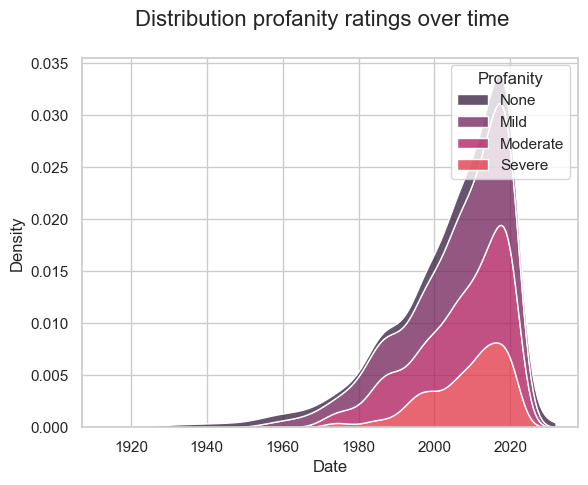 Distribution profanity ratings over time
0.035
0.030
0.025
0.020
0.015
0.010
0.005
0.000
Density
Profanity
None
Mild
Moderate
Severe
1920 1940 1960 1980 2000 2020
Date